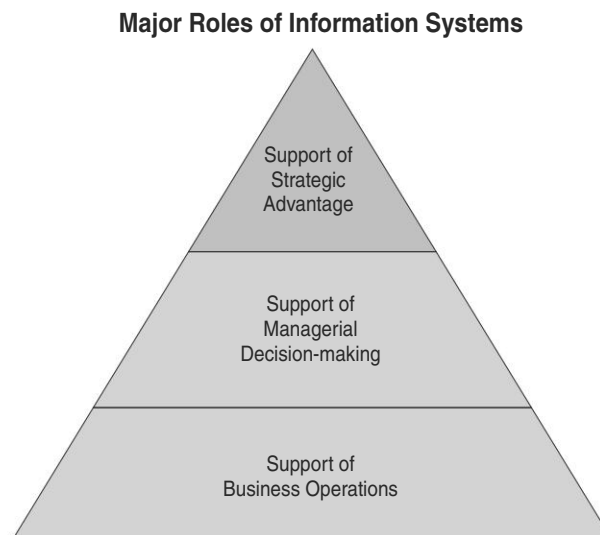 Major Roles of Information Systems
Support of
Strategic
Advantage
Support of
Managerial
Decision-making
Support of
Business Operations